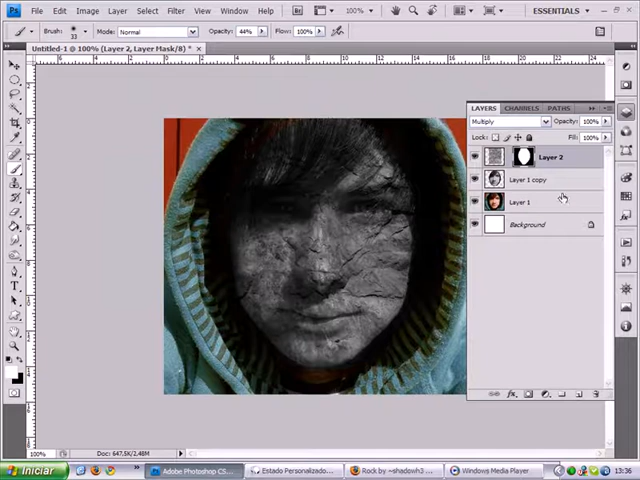 Ps File Edit Image Layer Select Filter View Window Help Br 100% ESSENTIALS
Brush: 33 Mode: Normal Opacity: 44% Flow: 100%
Untitled-1 @ 100% (Layer 2, Layer Mask/8) *
LAYERS CHANNELS PATHS
Multiply Opacity: 100%
Lock: Fill: 100%
Layer 2
Layer 1 copy
Layer 1
Background
100% Doc: 647.5K/2.48M
Iniciar Adobe Photoshop CS... Estado Personalizado... Rock by ~shadowh3 ... Windows Media Player 13:36